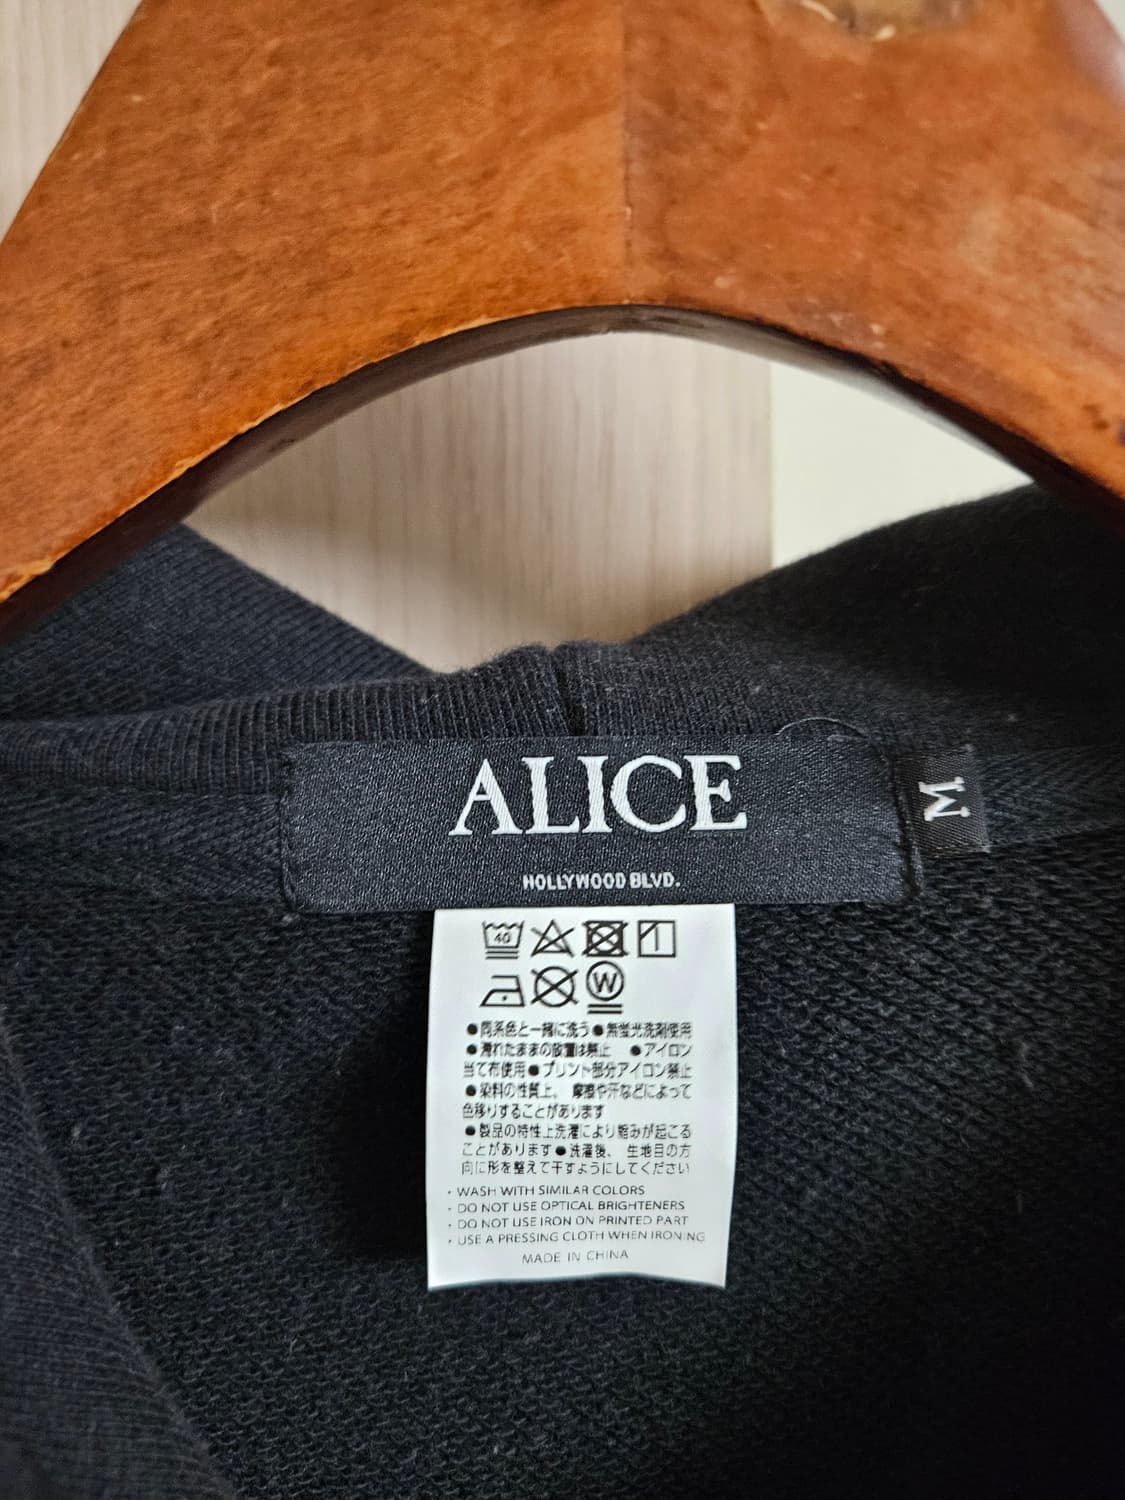 ALICE
HOLLYWOOD BLVD.
M
40
W
●同系色と一緒に洗う●無蛍光洗剤使用
●濡れたままの放置は禁止 ●アイロン
当て布使用●プリント部分アイロン禁止
●染料の性質上、摩擦や汗などによって
色移りすることがあります
●製品の特性上洗濯により縮みが起こる
ことがあります●洗濯後、生地目の方
向に形を整えて干すようにしてください
・WASH WITH SIMILAR COLORS
・DO NOT USE OPTICAL BRIGHTENERS
・DO NOT USE IRON ON PRINTED PART
・USE A PRESSING CLOTH WHEN IRONING
MADE IN CHINA